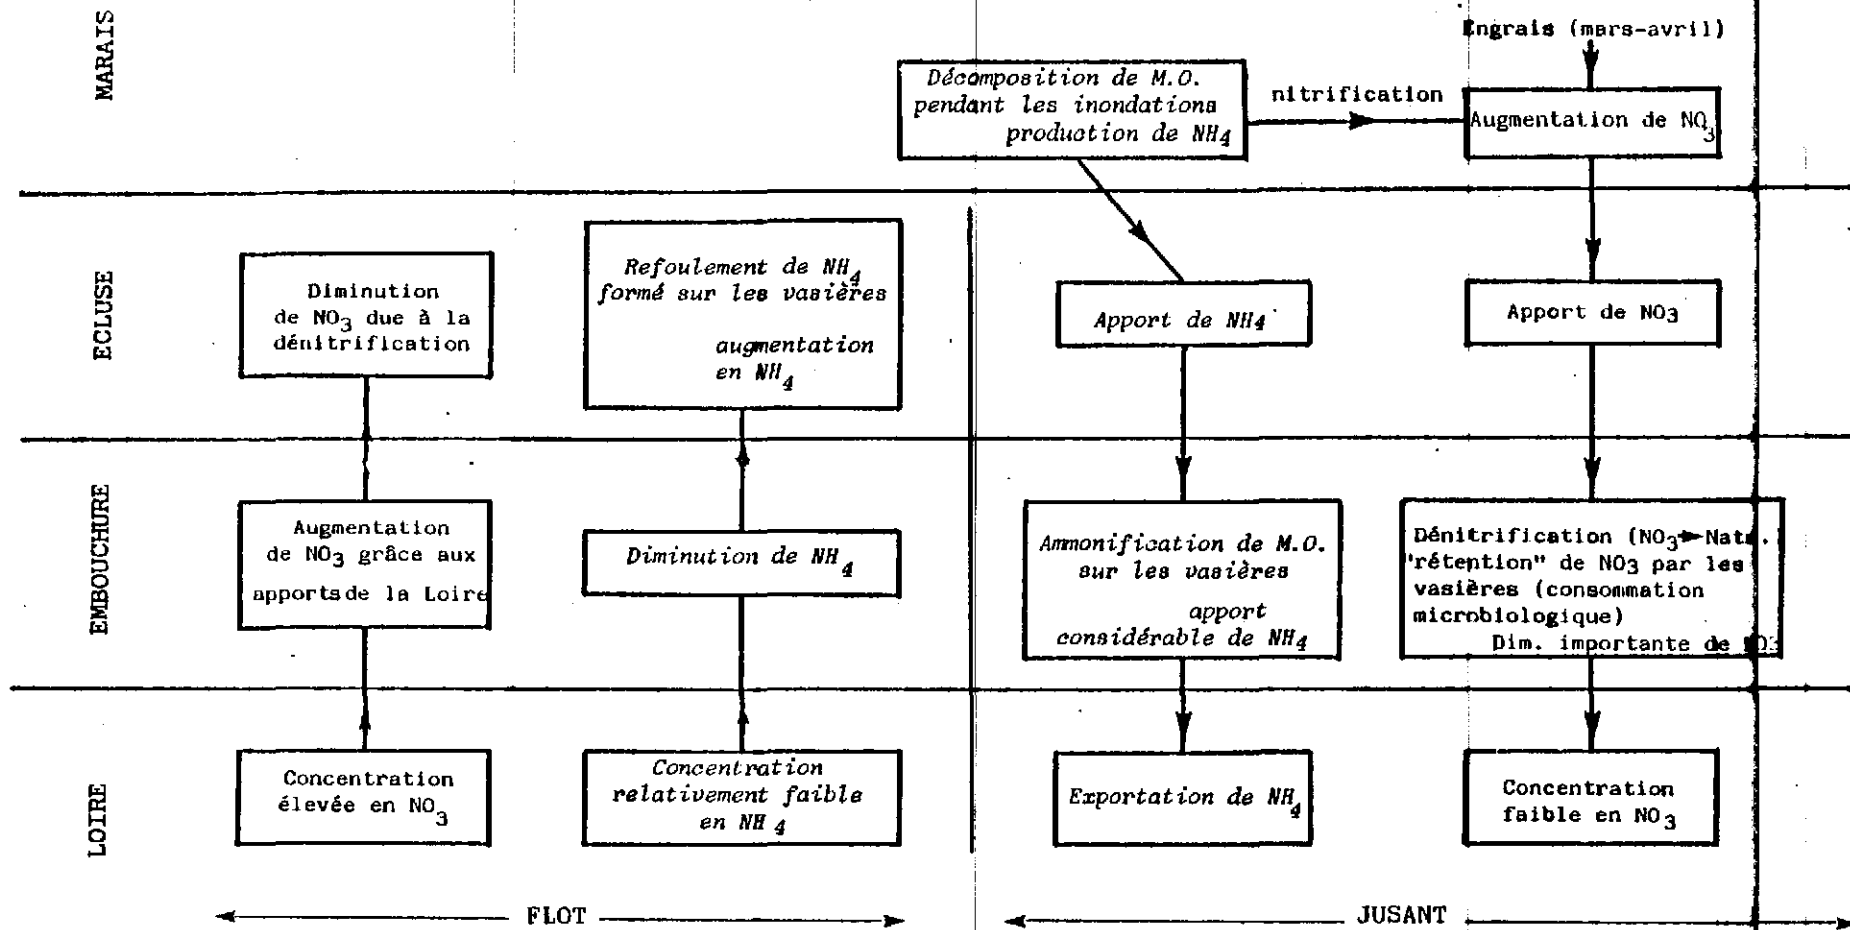 MARAIS
Engrais (mars-avril)
Décomposition de M.O.
pendant les inondations
production de NH4
nitrification
Augmentation de NO3
ECLUSE
Diminution
de NO3 due à la
dénitrification
Refoulement de NH4
formé sur les vasières
augmentation
en NH4
Apport de NH4
Apport de NO3
EMBOUCHURE
Augmentation
de NO3 grâce aux
apports de la Loire
Diminution de NH4
Ammonification de M.O.
sur les vasières
apport
considérable de NH4
Dénitrification (NO3→Nat.
"rétention" de NO3 par les
vasières (consommation
microbiologique)
Dim. importante de NO3
LOIRE
Concentration
élevée en NO3
Concentration
relativement faible
en NH4
Exportation de NH4
Concentration
faible en NO3
FLOT
JUSANT